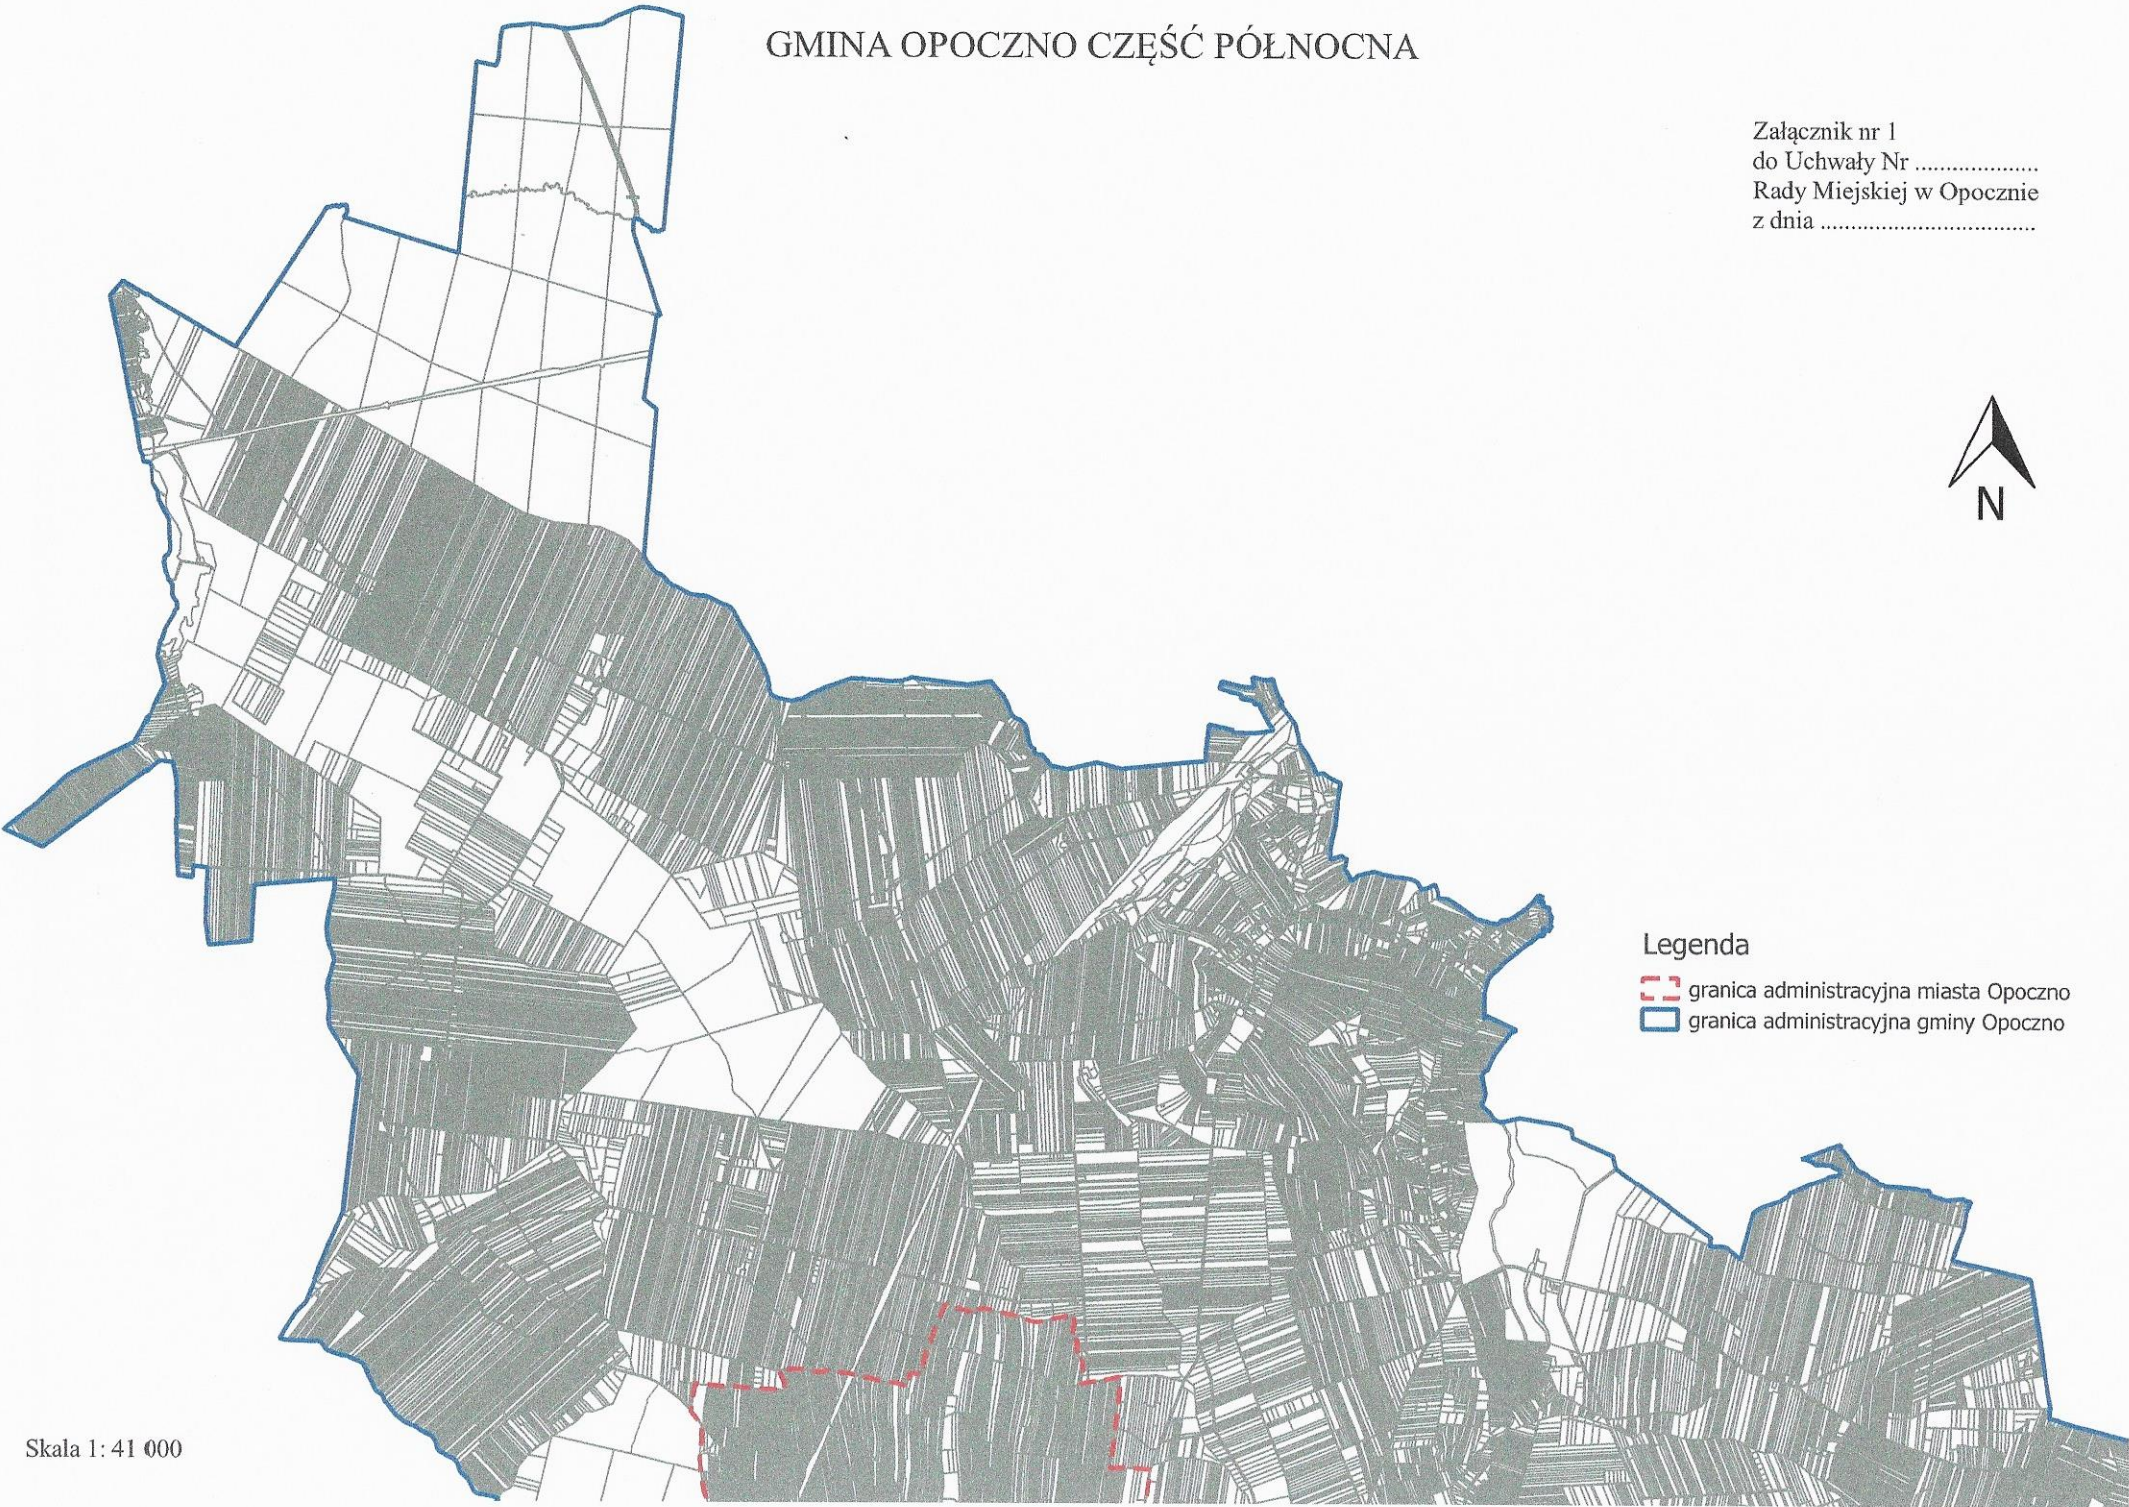 GMINA OPOCZNO CZĘŚĆ PÓŁNOCNA
Załącznik nr 1
do Uchwały Nr ....................
Rady Miejskiej w Opocznie
z dnia ...................................
N
Legenda
granica administracyjna miasta Opoczno
granica administracyjna gminy Opoczno
Skala 1: 41 000